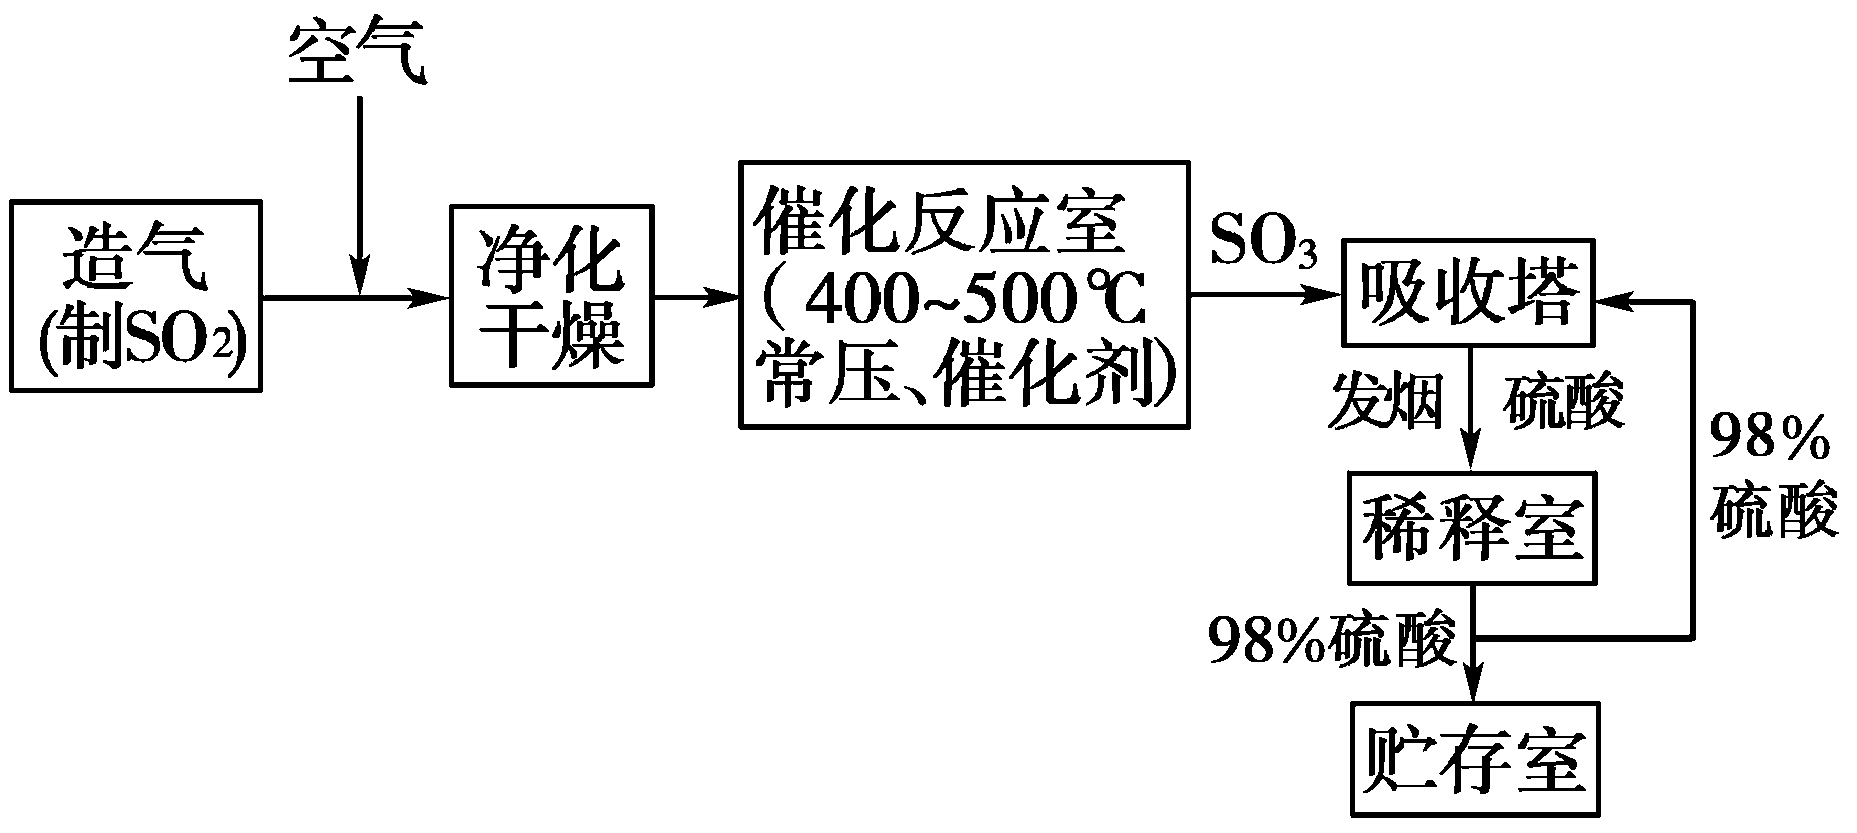 空气
造气
(制SO₂)
净化
干燥
催化反应室
(400~500℃
常压、催化剂)
SO₃
吸收塔
发烟 硫酸
98%
硫酸
稀释室
98%硫酸
贮存室